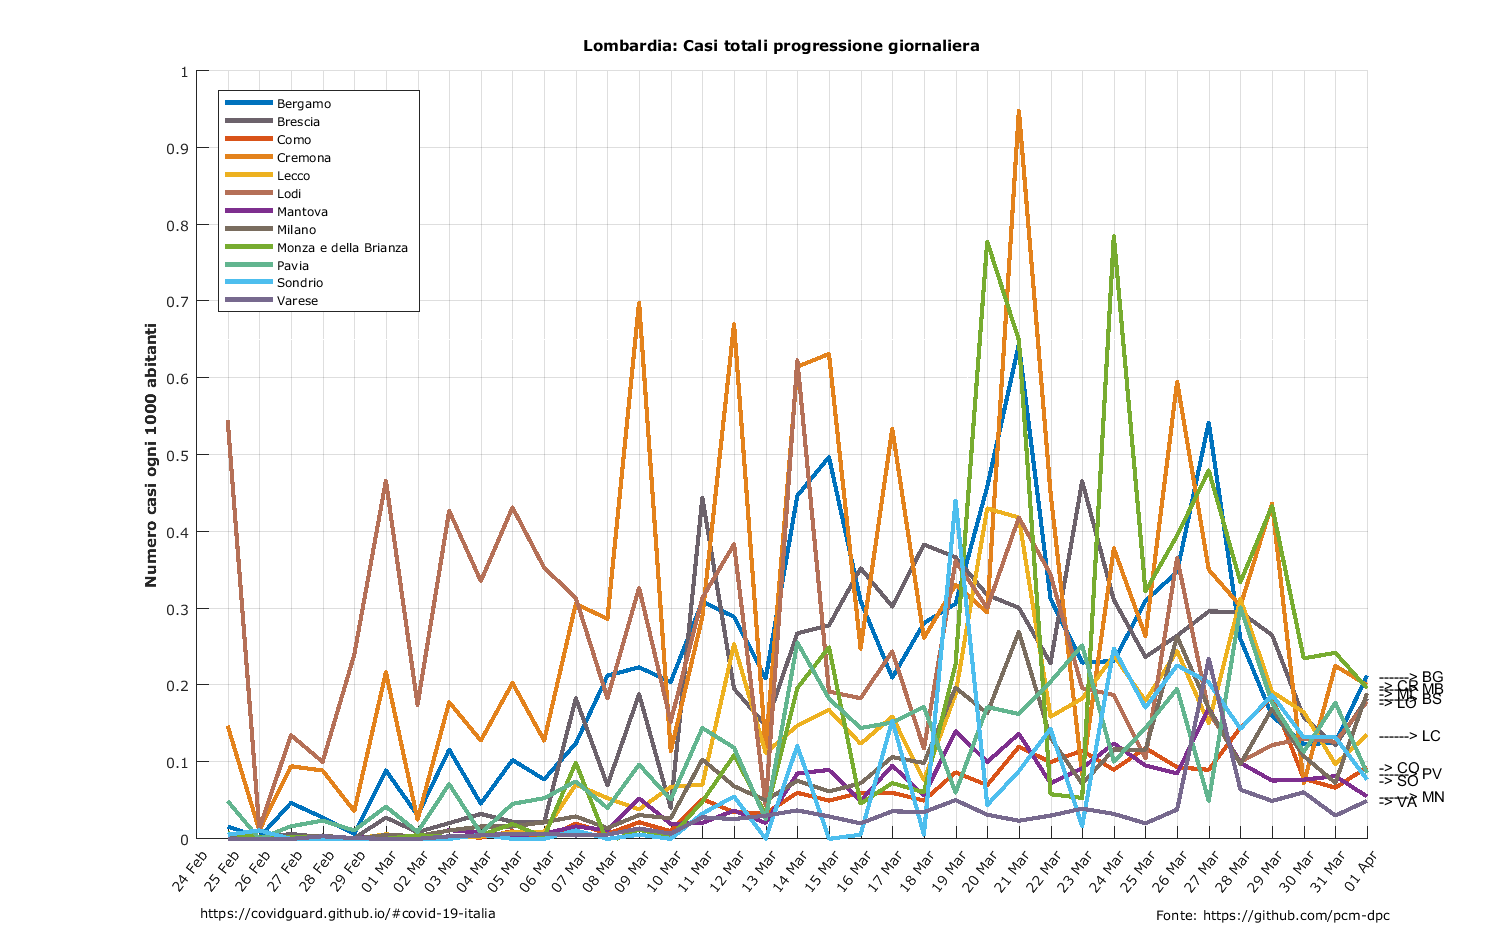 Lombardia: Casi totali progressione giornaliera
Numero casi ogni 1000 abitanti
1
0.9
0.8
0.7
0.6
0.5
0.4
0.3
0.2
0.1
0
Bergamo
Brescia
Como
Cremona
Lecco
Lodi
Mantova
Milano
Monza e della Brianza
Pavia
Sondrio
Varese
------> BG
-> CR
------> MB
-> MI
------> BS
-> LO
------> LC
-> CO
------> PV
-> SO
------> MN
-> VA
24 Feb
25 Feb
26 Feb
27 Feb
28 Feb
29 Feb
01 Mar
02 Mar
03 Mar
04 Mar
05 Mar
06 Mar
07 Mar
08 Mar
09 Mar
10 Mar
11 Mar
12 Mar
13 Mar
14 Mar
15 Mar
16 Mar
17 Mar
18 Mar
19 Mar
20 Mar
21 Mar
22 Mar
23 Mar
24 Mar
25 Mar
26 Mar
27 Mar
28 Mar
29 Mar
30 Mar
31 Mar
01 Apr
https://covidguard.github.io/#covid-19-italia
Fonte: https://github.com/pcm-dpc